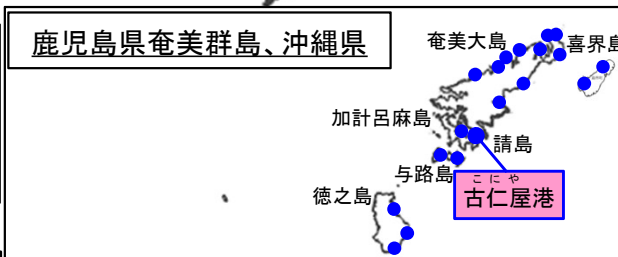 鹿児島県奄美群島、沖縄県
奄美大島
喜界島
加計呂麻島
請島
与路島
徳之島
こにや
古仁屋港